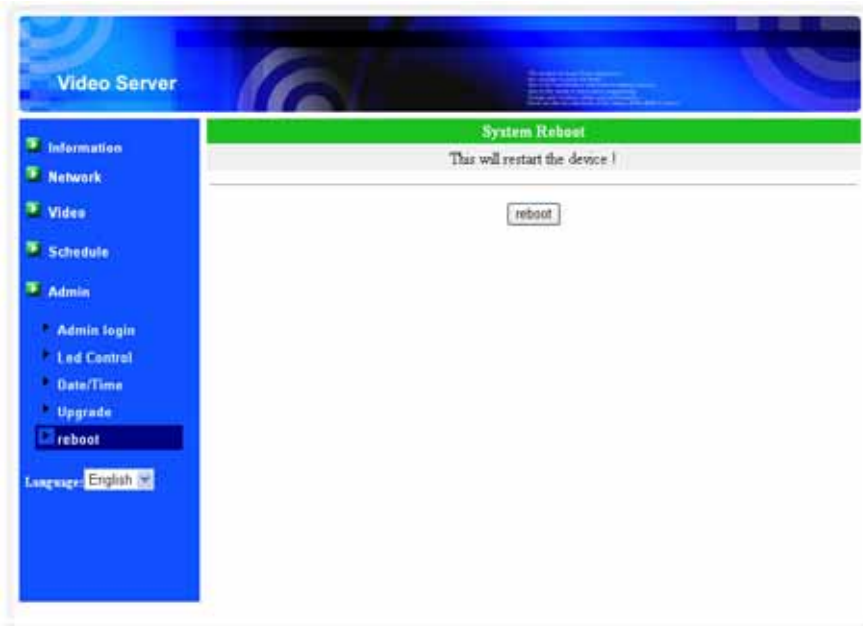 Video Server
Information
Network
Video
Schedule
Admin
Admin login
Led Control
Date/Time
Upgrade
reboot
Language: English
System Reboot
This will restart the device !
reboot